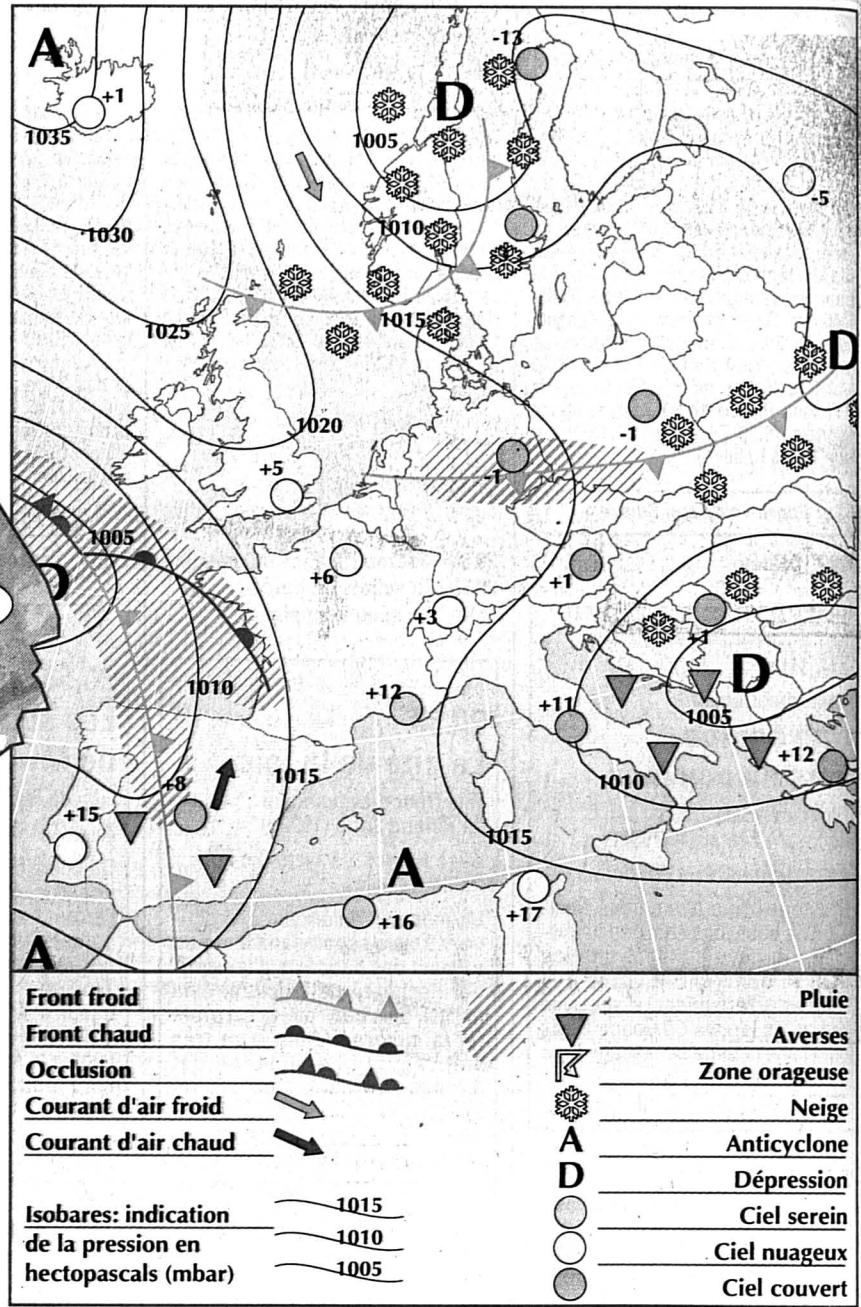 A
-13
+1
D
1005
1035
-5
1010
1030
1015
1025
D
1020
-1
+5
-1
1005
+6
+1
D
+3
+1
D
1010
+12
+11
1005
1015
+12
+8
1010
+15
1015
A
+16
+17
A
Front froid
Front chaud
Occlusion
Courant d'air froid
Courant d'air chaud
Isobares: indication
de la pression en
hectopascals (mbar)
1015
1010
1005
Pluie
Averses
Zone orageuse
Neige
A Anticyclone
D Dépression
Ciel serein
Ciel nuageux
Ciel couvert